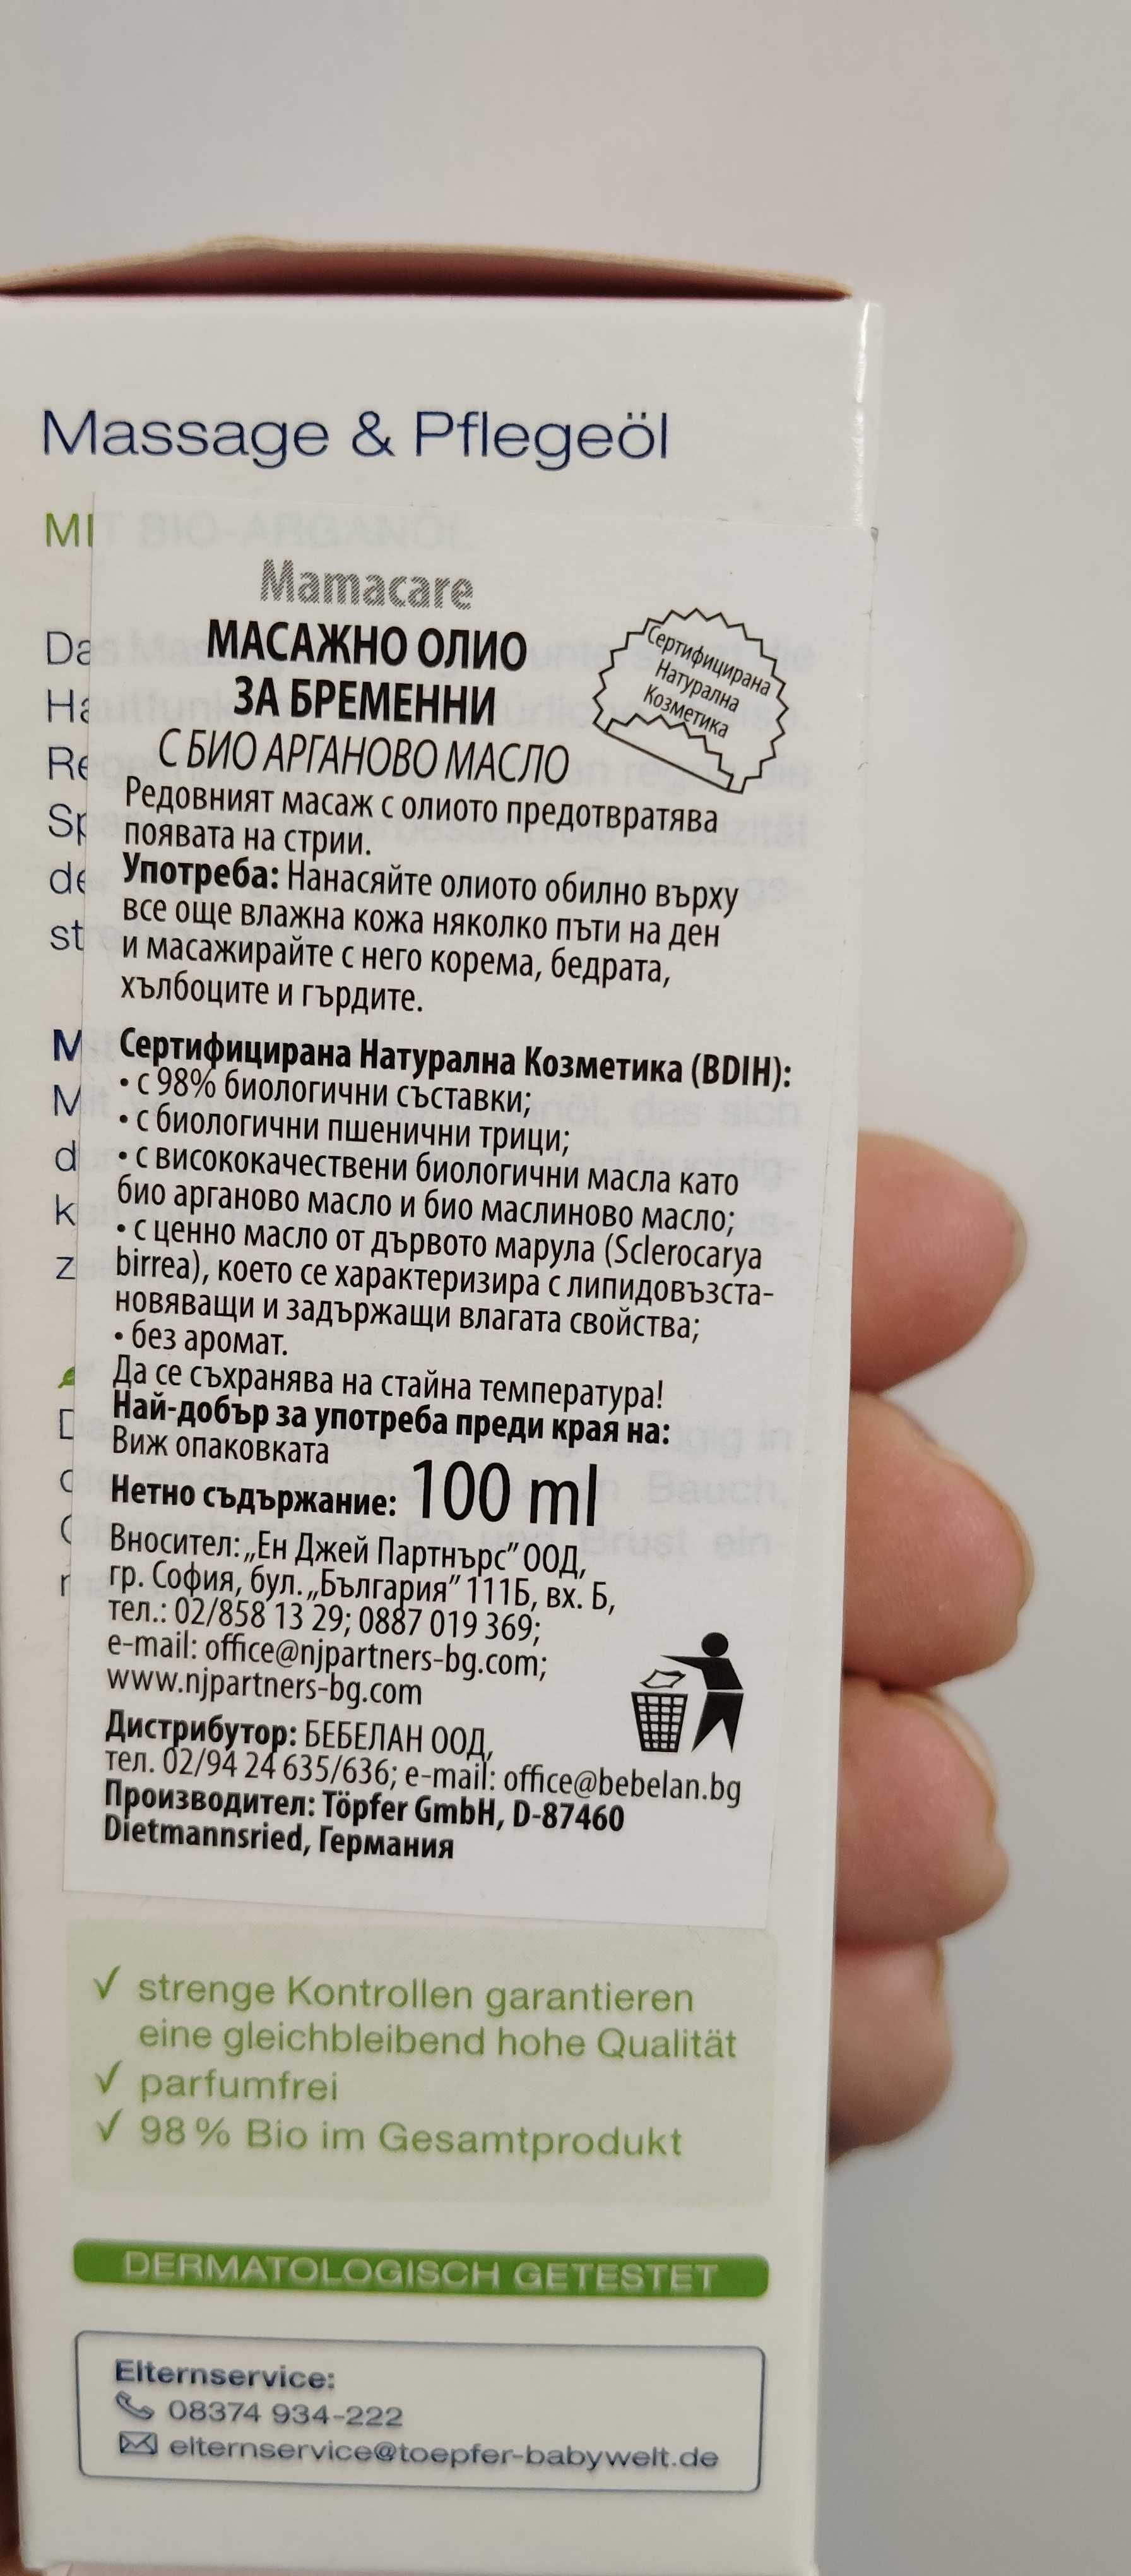 Massage & Pflegeöl
MIT BIO-ARGANÖL
Mamacare
МАСАЖНО ОЛИО
ЗА БРЕМЕННИ
С БИО АРГАНОВО МАСЛО
Сертифицирана
Натурална
Козметика
Редовният масаж с олиото предотвратява
появата на стрии.
Употреба: Нанасяйте олиото обилно върху
все още влажна кожа няколко пъти на ден
и масажирайте с него корема, бедрата,
хълбоците и гърдите.
Сертифицирана Натурална Козметика (BDIH):
• с 98% биологични съставки;
• с биологични пшенични трици;
• с висококачествени биологични масла като
био арганово масло и био маслиново масло;
• с ценно масло от дървото марула (Sclerocarya
birrea), което се характеризира с липидовъзста-
новяващи и задържащи влагата свойства;
• без аромат.
Да се съхранява на стайна температура!
Най-добър за употреба преди края на:
Виж опаковката
Нетно съдържание: 100 ml
Вносител: „Ен Джей Партнърс” ООД,
гр. София, бул. „България” 111Б, вх. Б,
тел.: 02/858 13 29; 0887 019 369;
e-mail: office@njpartners-bg.com;
www.njpartners-bg.com
Дистрибутор: БЕБЕЛАН ООД,
тел. 02/94 24 635/636; e-mail: office@bebelan.bg
Производител: Töpfer GmbH, D-87460
Dietmannsried, Германия
√ strenge Kontrollen garantieren
eine gleichbleibend hohe Qualität
√ parfumfrei
√ 98 % Bio im Gesamtprodukt
DERMATOLOGISCH GETESTET
Elternservice:
08374 934-222
elternservice@toepfer-babywelt.de